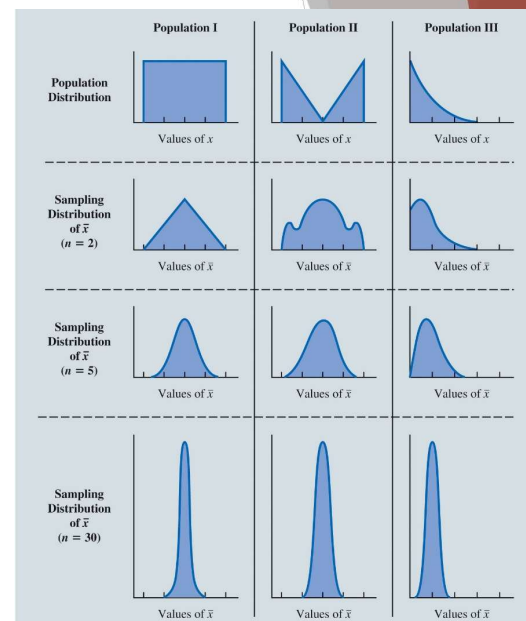 Population I
Population II
Population III
Population
Distribution
Values of x
Values of x
Values of x
Sampling
Distribution
of x̄
(n = 2)
Values of x̄
Values of x̄
Values of x̄
Sampling
Distribution
of x̄
(n = 5)
Values of x̄
Values of x̄
Values of x̄
Sampling
Distribution
of x̄
(n = 30)
Values of x̄
Values of x̄
Values of x̄